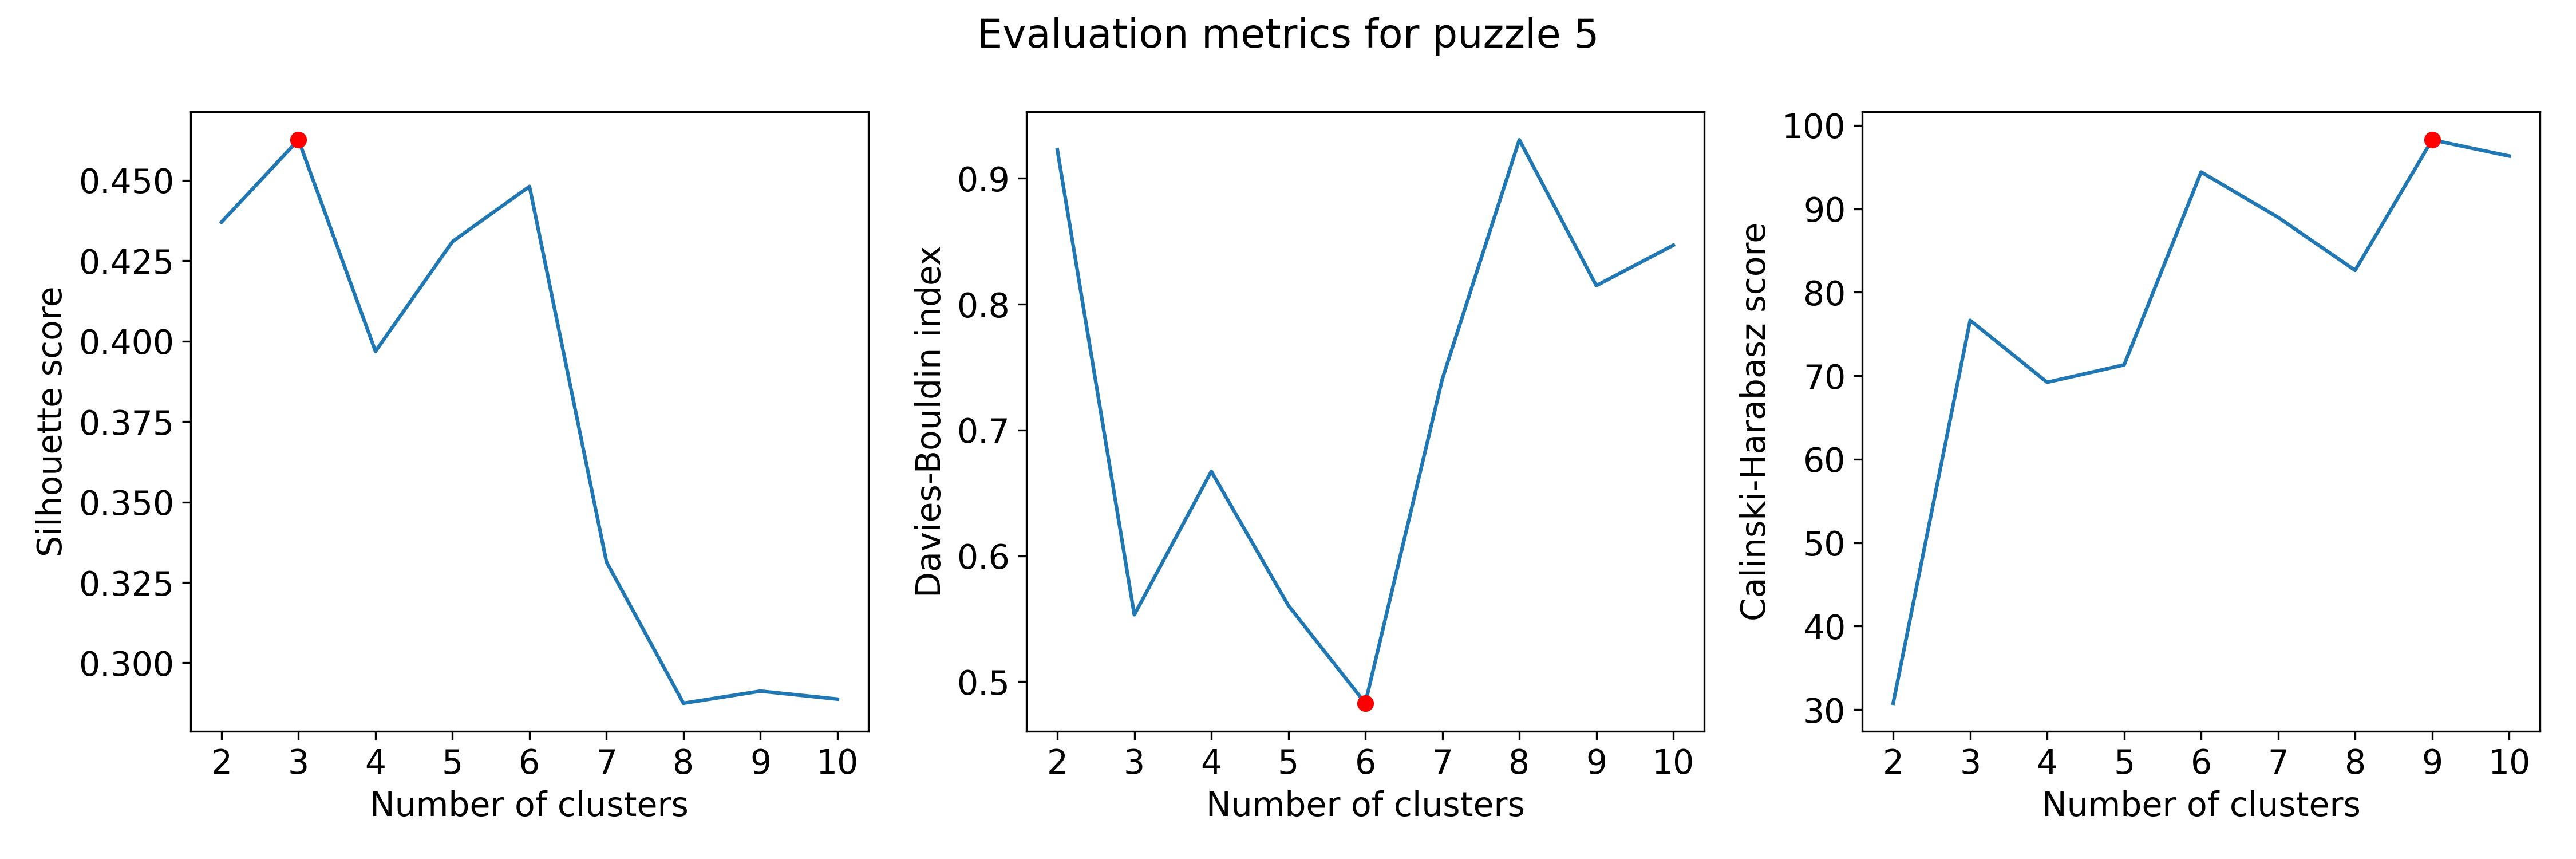 Evaluation metrics for puzzle 5
Silhouette score
0.450
0.425
0.400
0.375
0.350
0.325
0.300
2 3 4 5 6 7 8 9 10
Number of clusters
Davies-Bouldin index
0.9
0.8
0.7
0.6
0.5
2 3 4 5 6 7 8 9 10
Number of clusters
Calinski-Harabasz score
100
90
80
70
60
50
40
30
2 3 4 5 6 7 8 9 10
Number of clusters